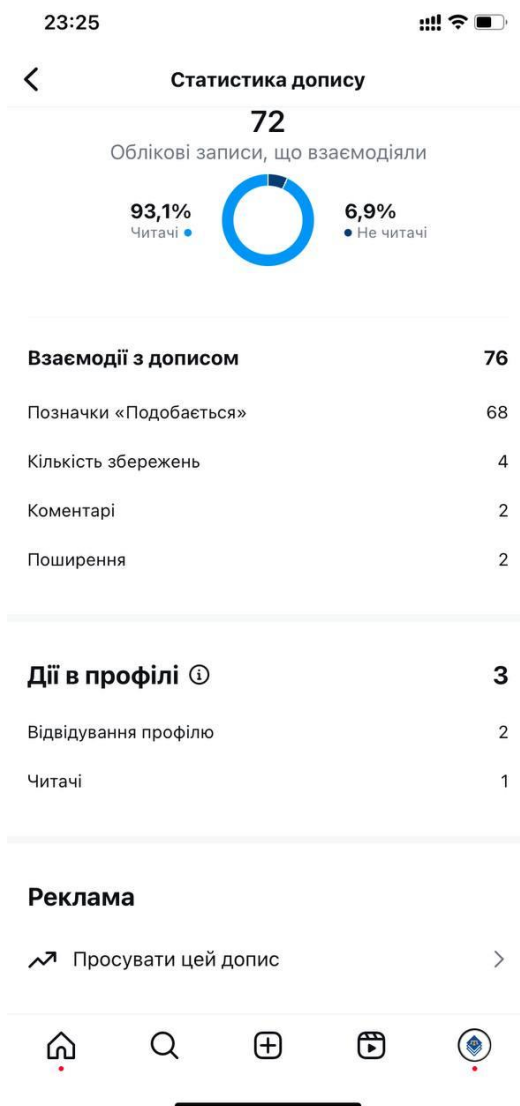 23:25
Статистика допису
72
Облікові записи, що взаємодіяли
93,1%
Читачі
6,9%
Не читачі
Взаємодії з дописом 76
Позначки «Подобається» 68
Кількість збережень 4
Коментарі 2
Поширення 2
Дії в профілі 3
Відвідування профілю 2
Читачі 1
Реклама
Просувати цей допис